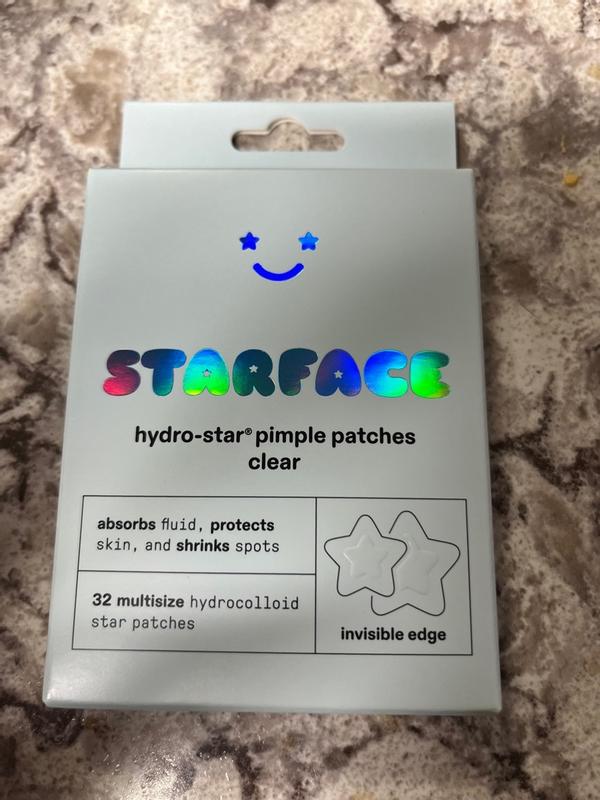 STARFACE
hydro-star® pimple patches
clear
absorbs fluid, protects
skin, and shrinks spots
32 multisize hydrocolloid
star patches
invisible edge